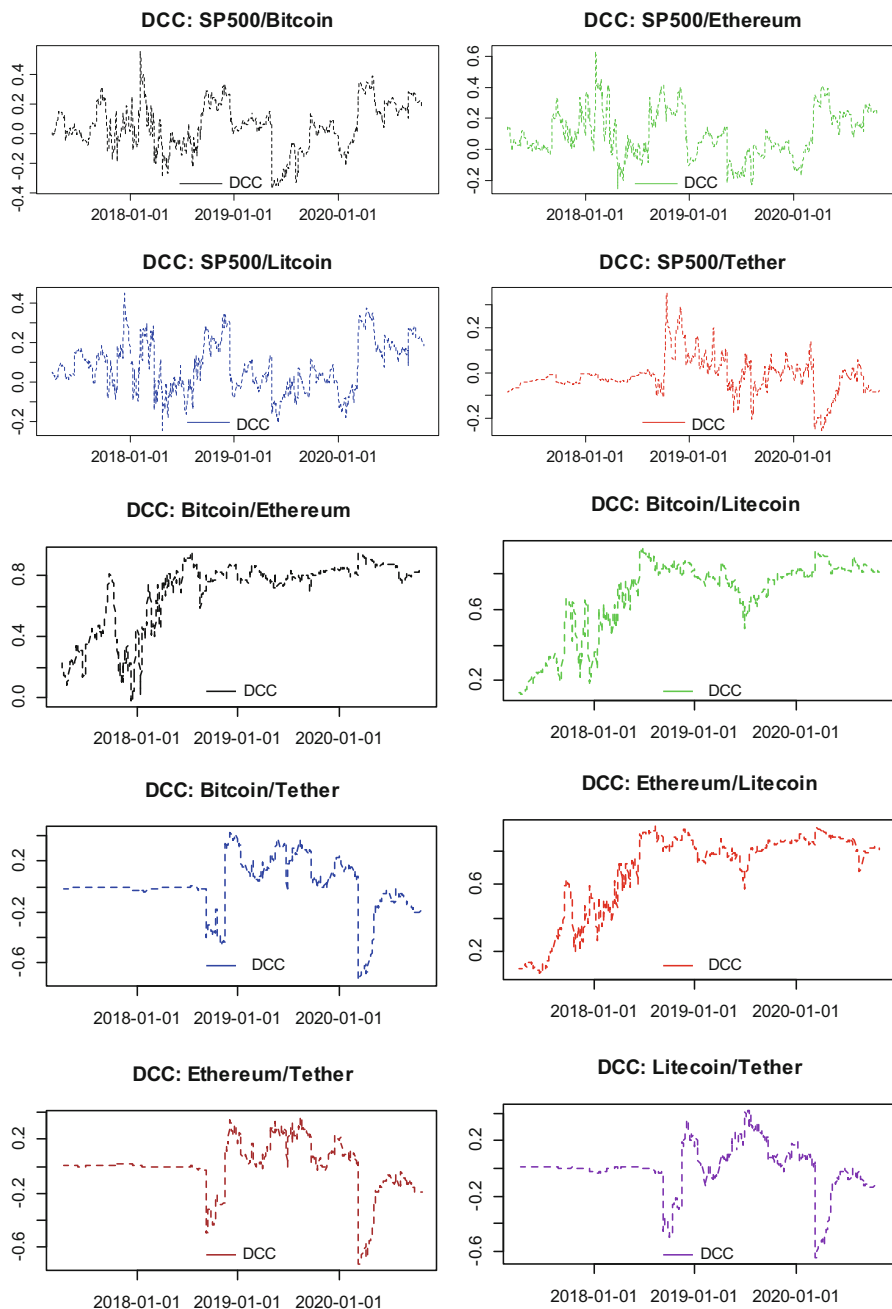 DCC: SP500/Bitcoin
0.4
0.2
0.0
-0.2
-0.4
DCC
2018-01-01 2019-01-01 2020-01-01
DCC: SP500/Ethereum
0.6
0.4
0.2
0.0
-0.2
DCC
2018-01-01 2019-01-01 2020-01-01
DCC: SP500/Litcoin
0.4
0.2
0.0
-0.2
DCC
2018-01-01 2019-01-01 2020-01-01
DCC: SP500/Tether
0.2
0.0
-0.2
DCC
2018-01-01 2019-01-01 2020-01-01
DCC: Bitcoin/Ethereum
0.8
0.4
0.0
DCC
2018-01-01 2019-01-01 2020-01-01
DCC: Bitcoin/Litecoin
0.6
0.2
DCC
2018-01-01 2019-01-01 2020-01-01
DCC: Bitcoin/Tether
0.2
-0.2
-0.6
DCC
2018-01-01 2019-01-01 2020-01-01
DCC: Ethereum/Litecoin
0.6
0.2
DCC
2018-01-01 2019-01-01 2020-01-01
DCC: Ethereum/Tether
0.2
-0.2
-0.6
DCC
2018-01-01 2019-01-01 2020-01-01
DCC: Litecoin/Tether
0.2
-0.2
-0.6
DCC
2018-01-01 2019-01-01 2020-01-01